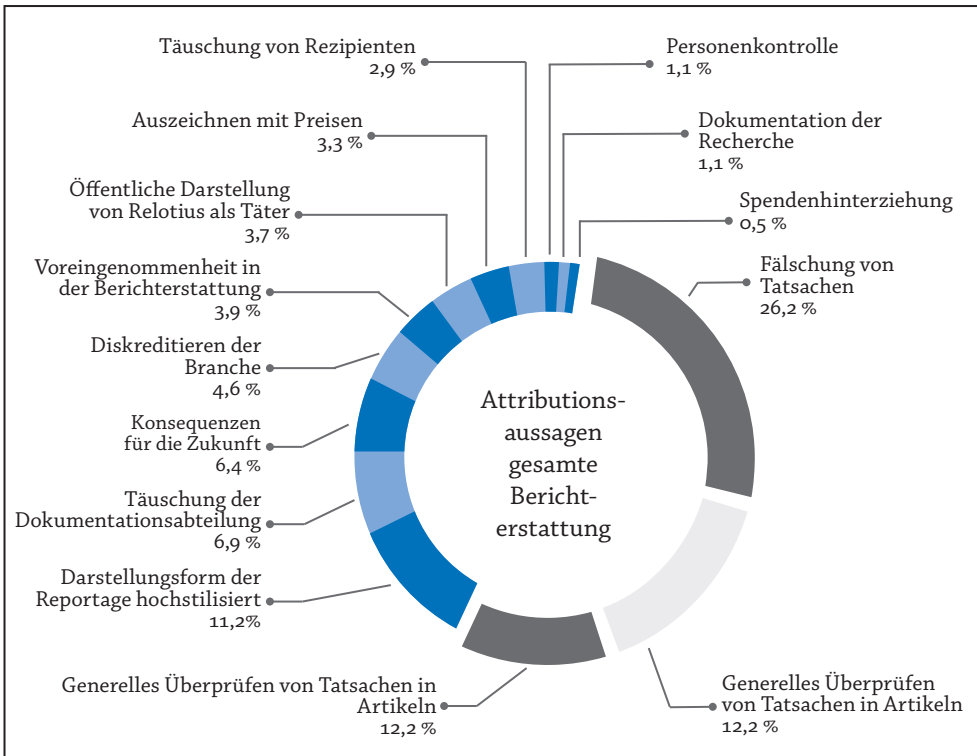 Täuschung von Rezipienten
2,9 %
Personenkontrolle
1,1 %
Auszeichnen mit Preisen
3,3 %
Dokumentation der
Recherche
1,1 %
Öffentliche Darstellung
von Relotius als Täter
3,7 %
Spendenhinterziehung
0,5 %
Voreingenommenheit in
der Berichterstattung
3,9 %
Fälschung von
Tatsachen
26,2 %
Diskreditieren der
Branche
4,6 %
Attributions-
aussagen
gesamte
Bericht-
erstattung
Konsequenzen
für die Zukunft
6,4 %
Täuschung der
Dokumentationsabteilung
6,9 %
Darstellungsform der
Reportage hochstilisiert
11,2%
Generelles Überprüfen von Tatsachen in
Artikeln
12,2 %
Generelles Überprüfen
von Tatsachen in Artikeln
12,2 %